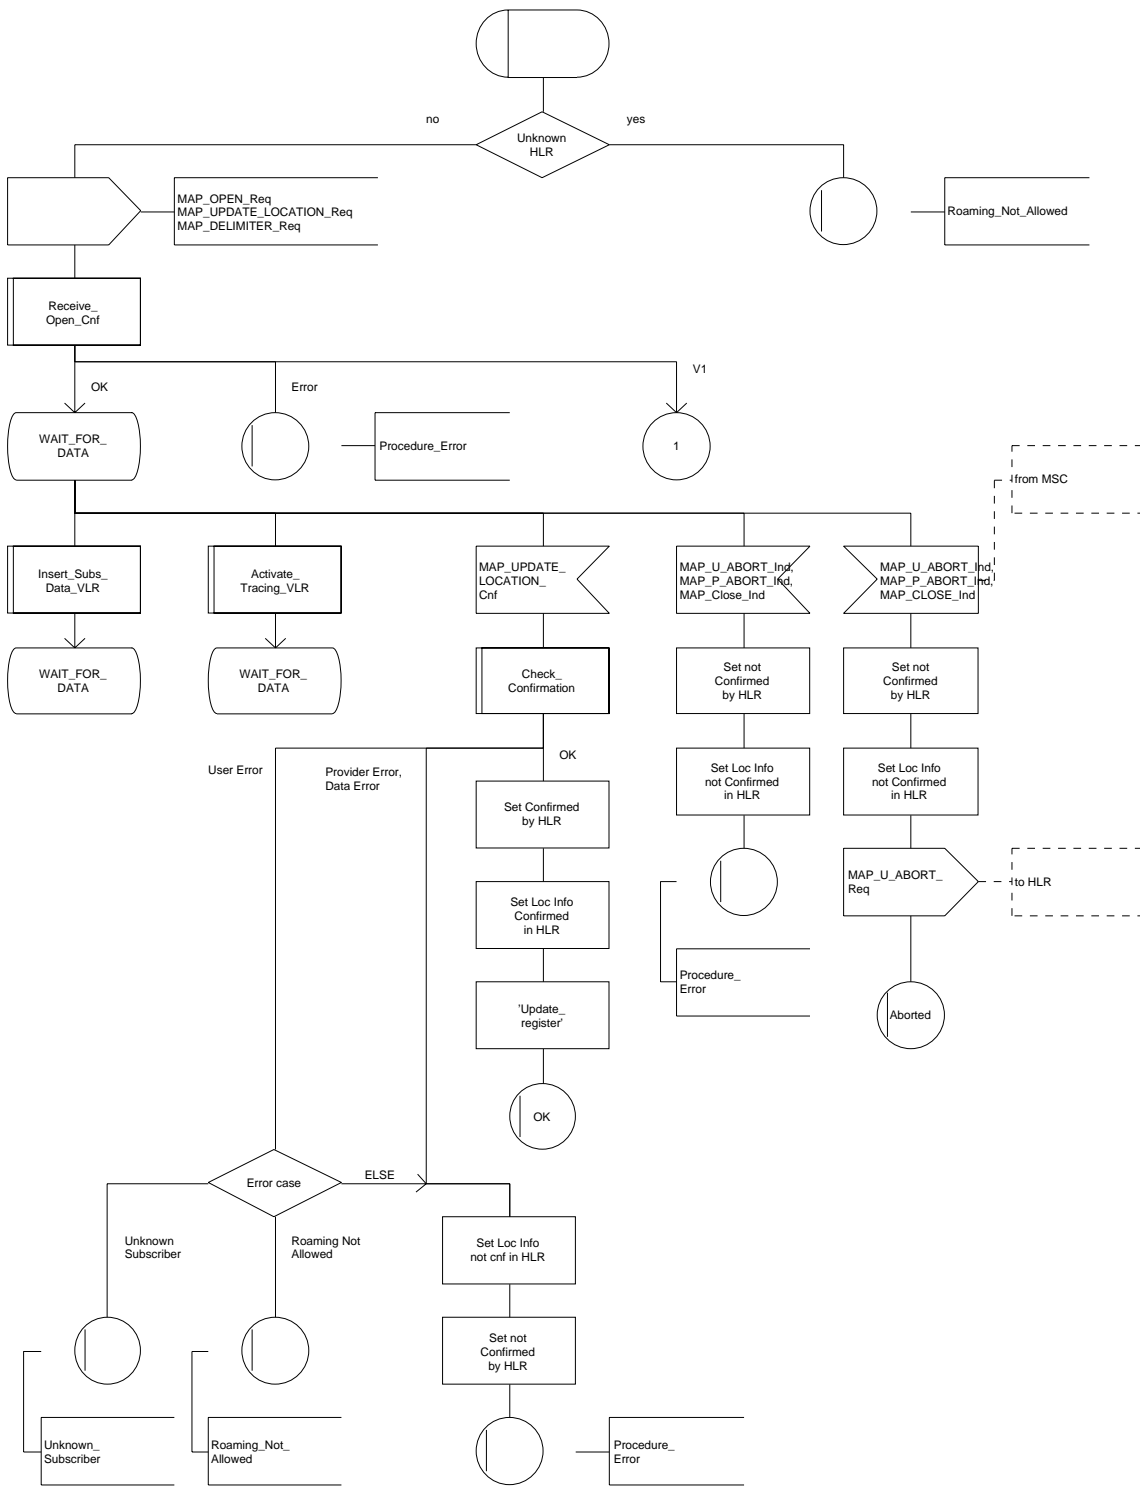 Unknown
HLR
no
yes
MAP_OPEN_Req
MAP_UPDATE_LOCATION_Req
MAP_DELIMITER_Req
Roaming_Not_Allowed
Receive_
Open_Cnf
OK
Error
V1
WAIT_FOR_
DATA
Procedure_Error
1
from MSC
Insert_Subs_
Data_VLR
Activate_
Tracing_VLR
MAP_UPDATE_
LOCATION_
Cnf
MAP_U_ABORT_Ind,
MAP_P_ABORT_Ind,
MAP_Close_Ind
MAP_U_ABORT_Ind,
MAP_P_ABORT_Ind,
MAP_CLOSE_Ind
WAIT_FOR_
DATA
WAIT_FOR_
DATA
Check_
Confirmation
Set not
Confirmed
by HLR
Set not
Confirmed
by HLR
User Error
Provider Error,
Data Error
OK
Set Confirmed
by HLR
Set Loc Info
not Confirmed
in HLR
Set Loc Info
not Confirmed
in HLR
Set Loc Info
Confirmed
in HLR
MAP_U_ABORT_
Req
to HLR
Procedure_
Error
'Update_
register'
Aborted
OK
Error case
ELSE
Unknown
Subscriber
Roaming Not
Allowed
Set Loc Info
not cnf in HLR
Set not
Confirmed
by HLR
Unknown_
Subscriber
Roaming_Not_
Allowed
Procedure_
Error